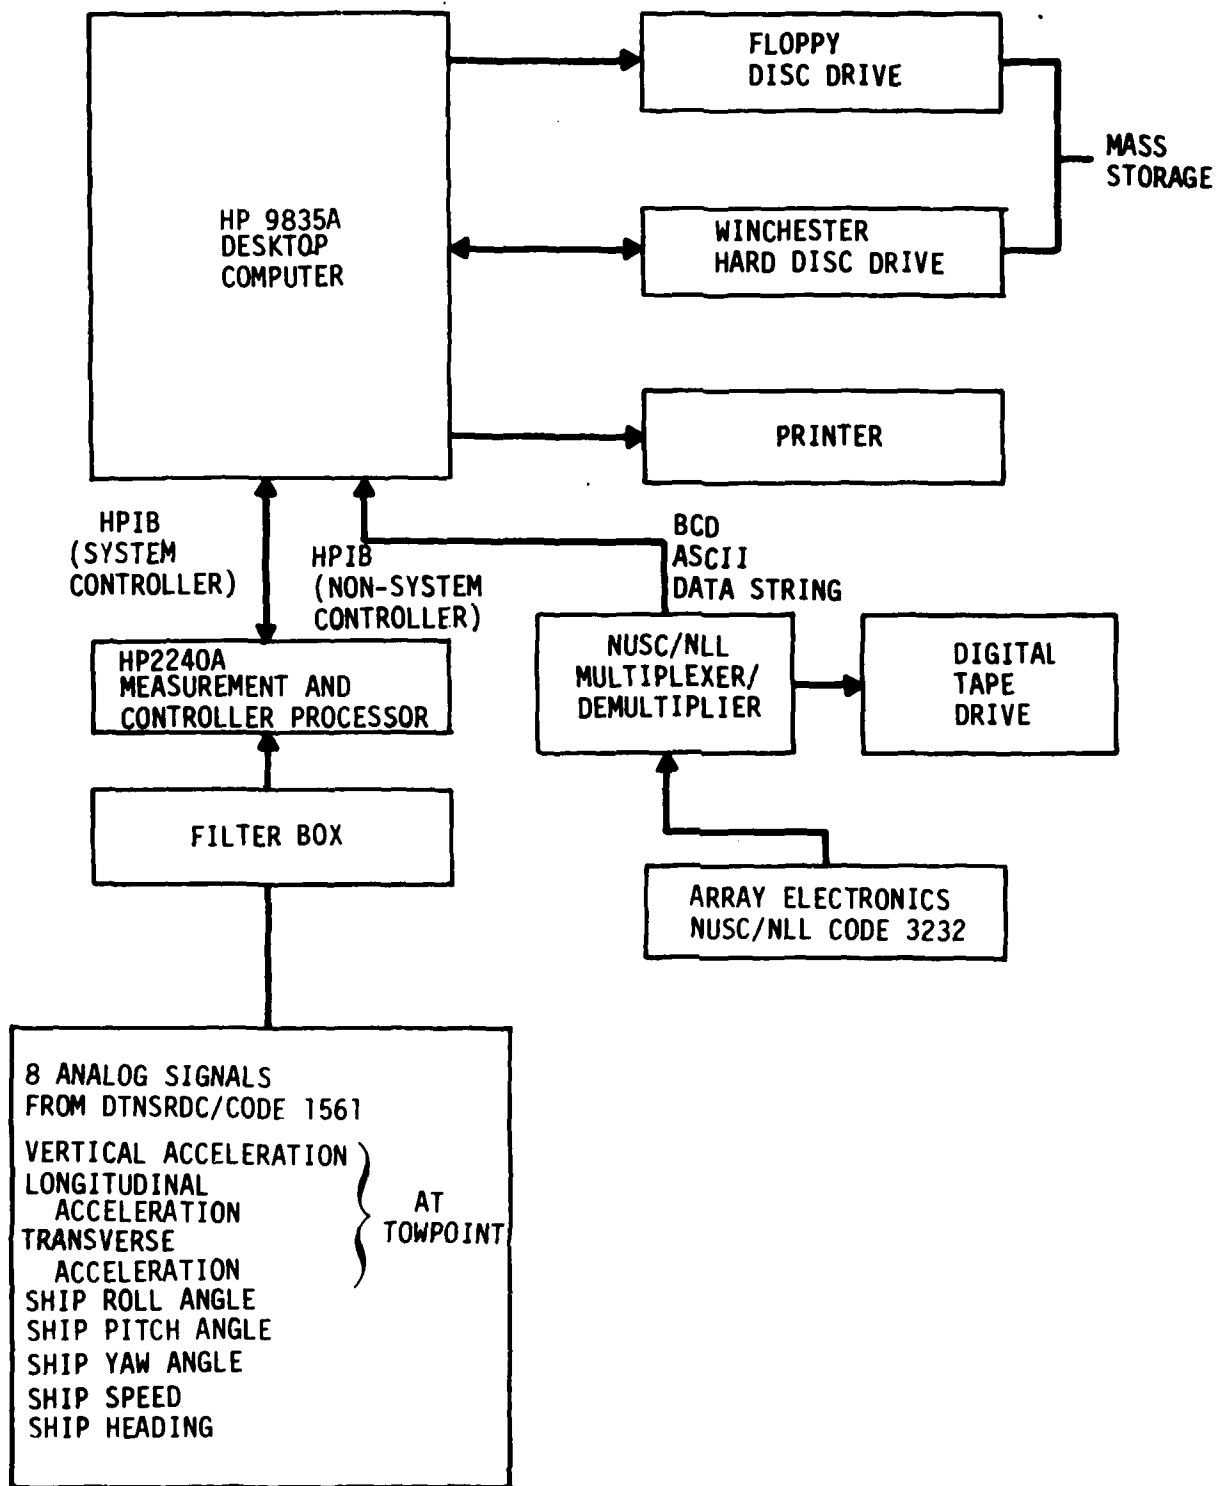 FLOPPY
DISC DRIVE
MASS
STORAGE
HP 9835A
DESKTOP
COMPUTER
WINCHESTER
HARD DISC DRIVE
PRINTER
HPIB
(SYSTEM
CONTROLLER)
HPIB
(NON-SYSTEM
CONTROLLER)
BCD
ASCII
DATA STRING
HP2240A
MEASUREMENT AND
CONTROLLER PROCESSOR
NUSC/NLL
MULTIPLEXER/
DEMULTIPLIER
DIGITAL
TAPE
DRIVE
FILTER BOX
ARRAY ELECTRONICS
NUSC/NLL CODE 3232
8 ANALOG SIGNALS
FROM DTNSRDC/CODE 1561
VERTICAL ACCELERATION
LONGITUDINAL
ACCELERATION
TRANSVERSE
ACCELERATION
AT
TOWPOINT
SHIP ROLL ANGLE
SHIP PITCH ANGLE
SHIP YAW ANGLE
SHIP SPEED
SHIP HEADING